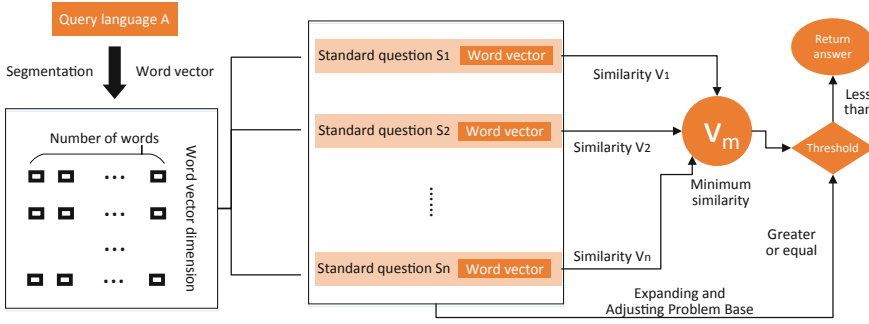 Query language A
Segmentation
Word vector
Number of words
...
...
...
...
Word vector dimension
Standard question S1
Word vector
Standard question S2
Word vector
......
Standard question Sn
Word vector
Similarity V1
Similarity V2
Similarity Vn
Vm
Minimum
similarity
Return
answer
Less
than
Threshold
Greater
or equal
Expanding and
Adjusting Problem Base